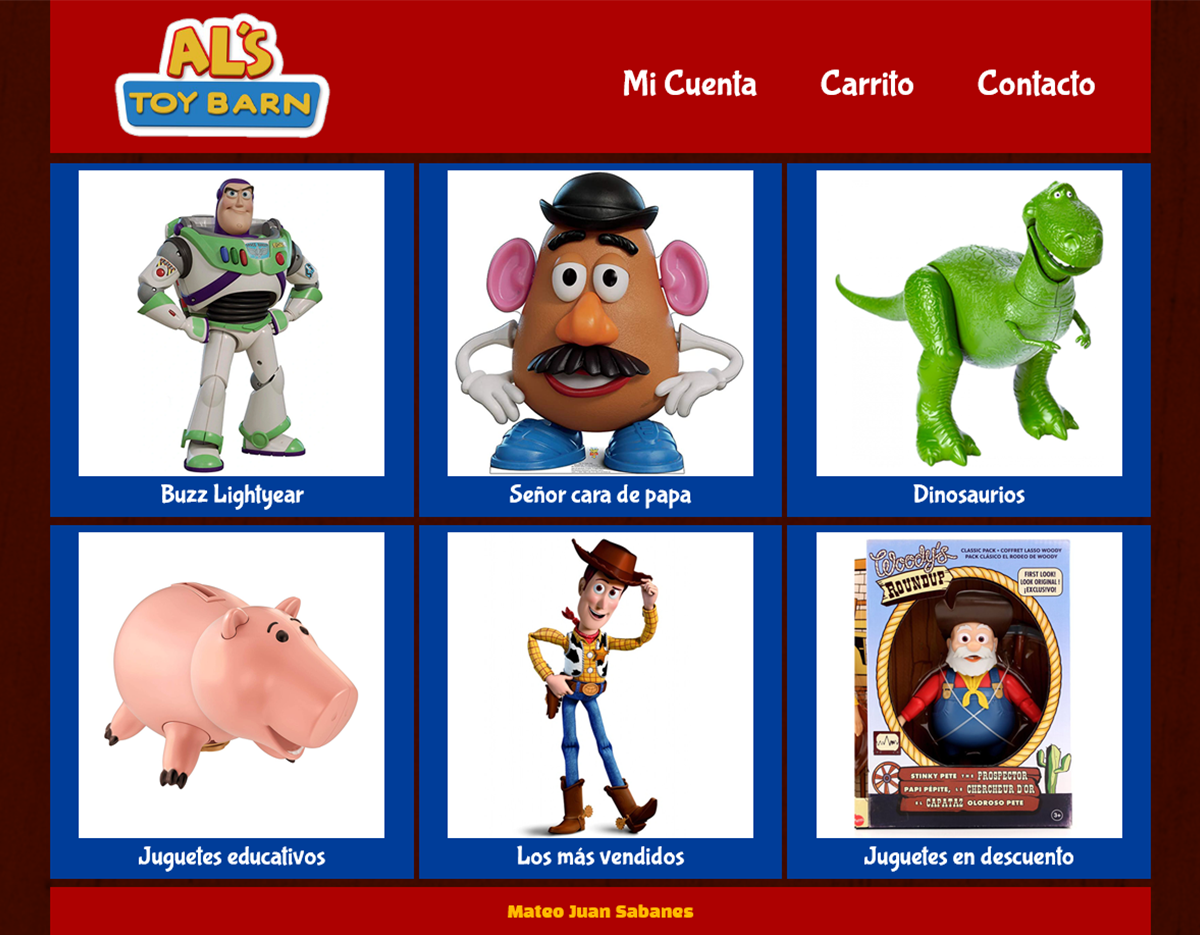 AL'S
TOY BARN
Mi Cuenta
Carrito
Contacto
Buzz Lightyear
Señor cara de papa
Dinosaurios
Woody's
ROUNDUP
CLASSIC PACK • COFFRET LASSO WOODY
PACK CLÁSICO EL RODEO DE WOODY
FIRST LOOK!
LOOK ORIGINAL!
¡EXCLUSIVO!
STINKY PETE THE PROSPECTOR
PAPI PÉPITE, LE CHERCHEUR D'OR
EL CAPATAZ OLOROSO PETE
3+
Juguetes educativos
Los más vendidos
Juguetes en descuento
Mateo Juan Sabanes